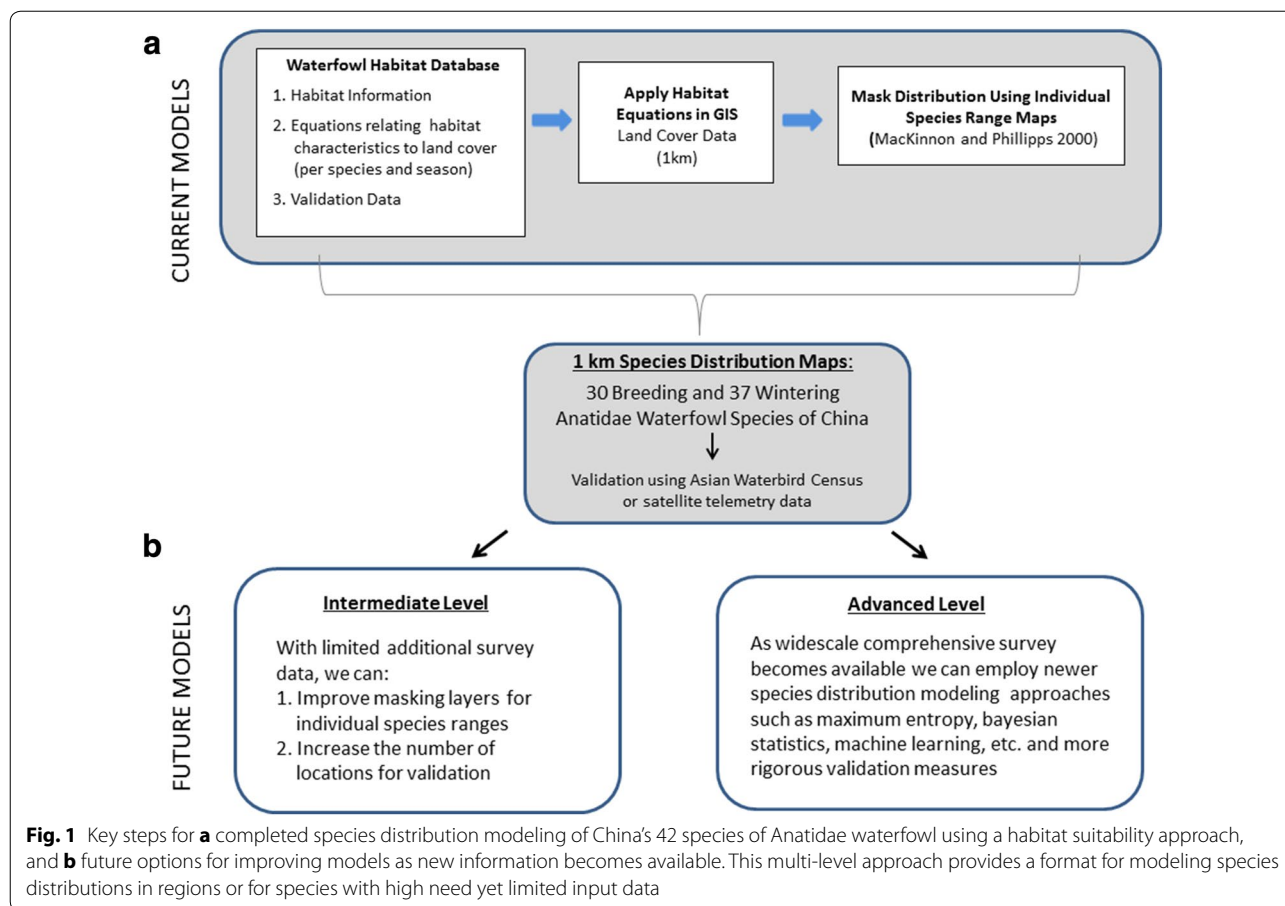 a
CURRENT MODELS
Waterfowl Habitat Database
1. Habitat Information
2. Equations relating habitat
characteristics to land cover
(per species and season)
3. Validation Data
Apply Habitat
Equations in GIS
Land Cover Data
(1km)
Mask Distribution Using Individual
Species Range Maps
(MacKinnon and Phillipps 2000)
1 km Species Distribution Maps:
30 Breeding and 37 Wintering
Anatidae Waterfowl Species of China
Validation using Asian Waterbird Census
or satellite telemetry data
b
FUTURE MODELS
Intermediate Level
With limited additional survey
data, we can:
1. Improve masking layers for
individual species ranges
2. Increase the number of
locations for validation
Advanced Level
As widescale comprehensive survey
becomes available we can employ newer
species distribution modeling approaches
such as maximum entropy, bayesian
statistics, machine learning, etc. and more
rigorous validation measures
Fig. 1 Key steps for a completed species distribution modeling of China's 42 species of Anatidae waterfowl using a habitat suitability approach,
and b future options for improving models as new information becomes available. This multi-level approach provides a format for modeling species
distributions in regions or for species with high need yet limited input data